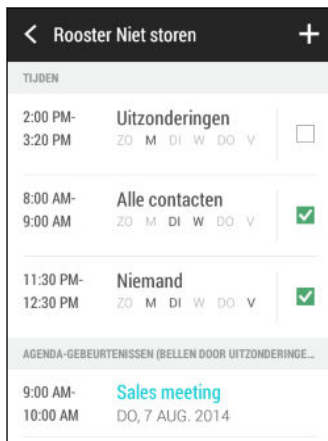 Rooster Niet storen
TIJDEN
2:00 PM- Uitzonderingen
3:20 PM ZO M DI W DO V
8:00 AM- Alle contacten
9:00 AM ZO M DI W DO V
11:30 PM- Niemand
12:30 PM ZO M DI W DO V
AGENDA-GEBEURTENISSEN (BELLEN DOOR UITZONDERINGE...
9:00 AM- Sales meeting
10:00 AM DO, 7 AUG. 2014